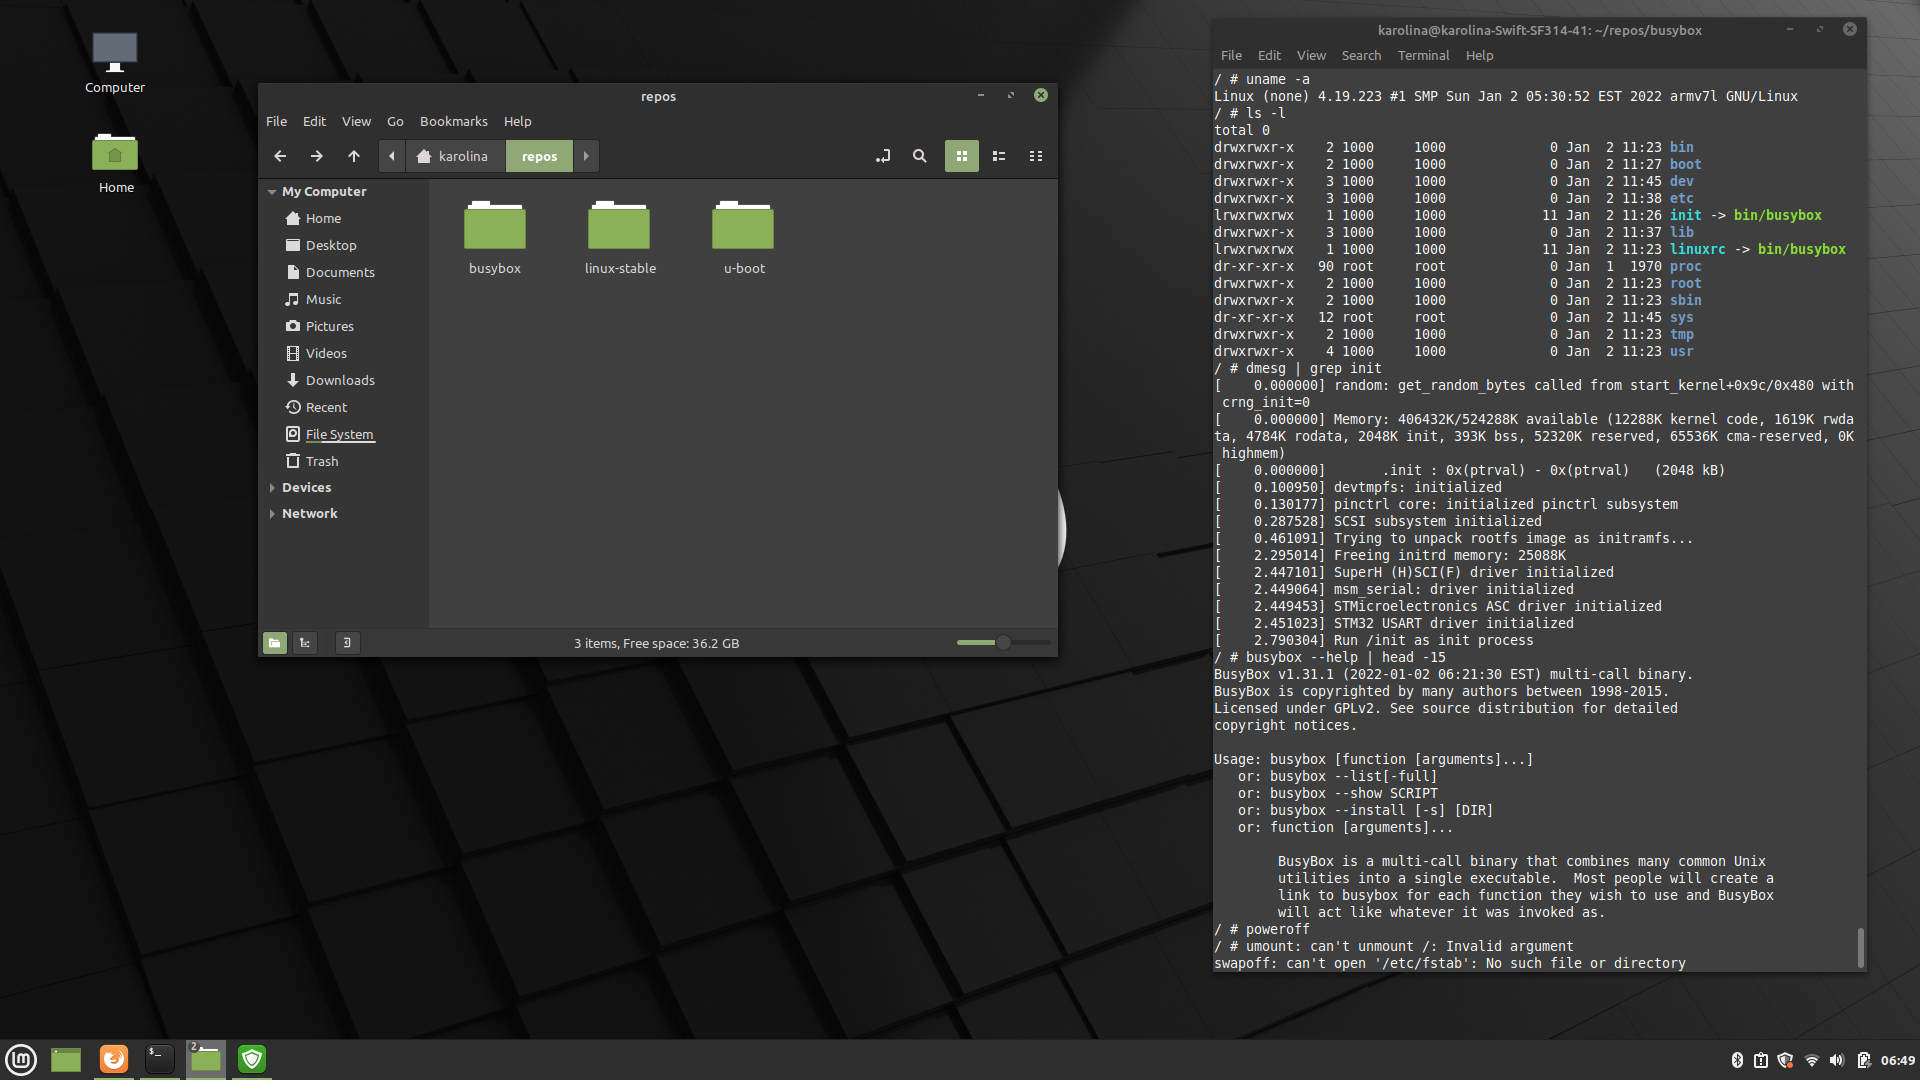 Computer
Home
repos
File Edit View Go Bookmarks Help
karolina repos
My Computer
Home
Desktop
Documents
Music
Pictures
Videos
Downloads
Recent
File System
Trash
Devices
Network
busybox linux-stable u-boot
3 items, Free space: 36.2 GB
karolina@karolina-Swift-SF314-41: ~/repos/busybox
File Edit View Search Terminal Help
/ # uname -a
Linux (none) 4.19.223 #1 SMP Sun Jan 2 05:30:52 EST 2022 armv7l GNU/Linux
/ # ls -l
total 0
drwxrwxr-x    2 1000     1000             0 Jan  2 11:23 bin
drwxrwxr-x    2 1000     1000             0 Jan  2 11:27 boot
drwxrwxr-x    3 1000     1000             0 Jan  2 11:45 dev
drwxrwxr-x    3 1000     1000             0 Jan  2 11:38 etc
lrwxrwxrwx    1 1000     1000            11 Jan  2 11:26 init -> bin/busybox
drwxrwxr-x    3 1000     1000             0 Jan  2 11:37 lib
lrwxrwxrwx    1 1000     1000            11 Jan  2 11:23 linuxrc -> bin/busybox
dr-xr-xr-x   90 root     root             0 Jan  1  1970 proc
drwxrwxr-x    2 1000     1000             0 Jan  2 11:23 root
drwxrwxr-x    2 1000     1000             0 Jan  2 11:23 sbin
dr-xr-xr-x   12 root     root             0 Jan  2 11:45 sys
drwxrwxr-x    2 1000     1000             0 Jan  2 11:23 tmp
drwxrwxr-x    4 1000     1000             0 Jan  2 11:23 usr
/ # dmesg | grep init
[    0.000000] random: get_random_bytes called from start_kernel+0x9c/0x480 with
 crng_init=0
[    0.000000] Memory: 406432K/524288K available (12288K kernel code, 1619K rwda
ta, 4784K rodata, 2048K init, 393K bss, 52320K reserved, 65536K cma-reserved, 0K
 highmem)
[    0.000000]       .init : 0x(ptrval) - 0x(ptrval)   (2048 kB)
[    0.100950] devtmpfs: initialized
[    0.130177] pinctrl core: initialized pinctrl subsystem
[    0.287528] SCSI subsystem initialized
[    0.461091] Trying to unpack rootfs image as initramfs...
[    2.295014] Freeing initrd memory: 25088K
[    2.447101] SuperH (H)SCI(F) driver initialized
[    2.449064] msm_serial: driver initialized
[    2.449453] STMicroelectronics ASC driver initialized
[    2.451023] STM32 USART driver initialized
[    2.790304] Run /init as init process
/ # busybox --help | head -15
BusyBox v1.31.1 (2022-01-02 06:21:30 EST) multi-call binary.
BusyBox is copyrighted by many authors between 1998-2015.
Licensed under GPLv2. See source distribution for detailed
copyright notices.
Usage: busybox [function [arguments]...]
   or: busybox --list[-full]
   or: busybox --show SCRIPT
   or: busybox --install [-s] [DIR]
   or: function [arguments]...
        BusyBox is a multi-call binary that combines many common Unix
        utilities into a single executable.  Most people will create a
        link to busybox for each function they wish to use and BusyBox
        will act like whatever it was invoked as.
/ # poweroff
/ # umount: can't unmount /: Invalid argument
swapoff: can't open '/etc/fstab': No such file or directory
lm $_ 2 06:49